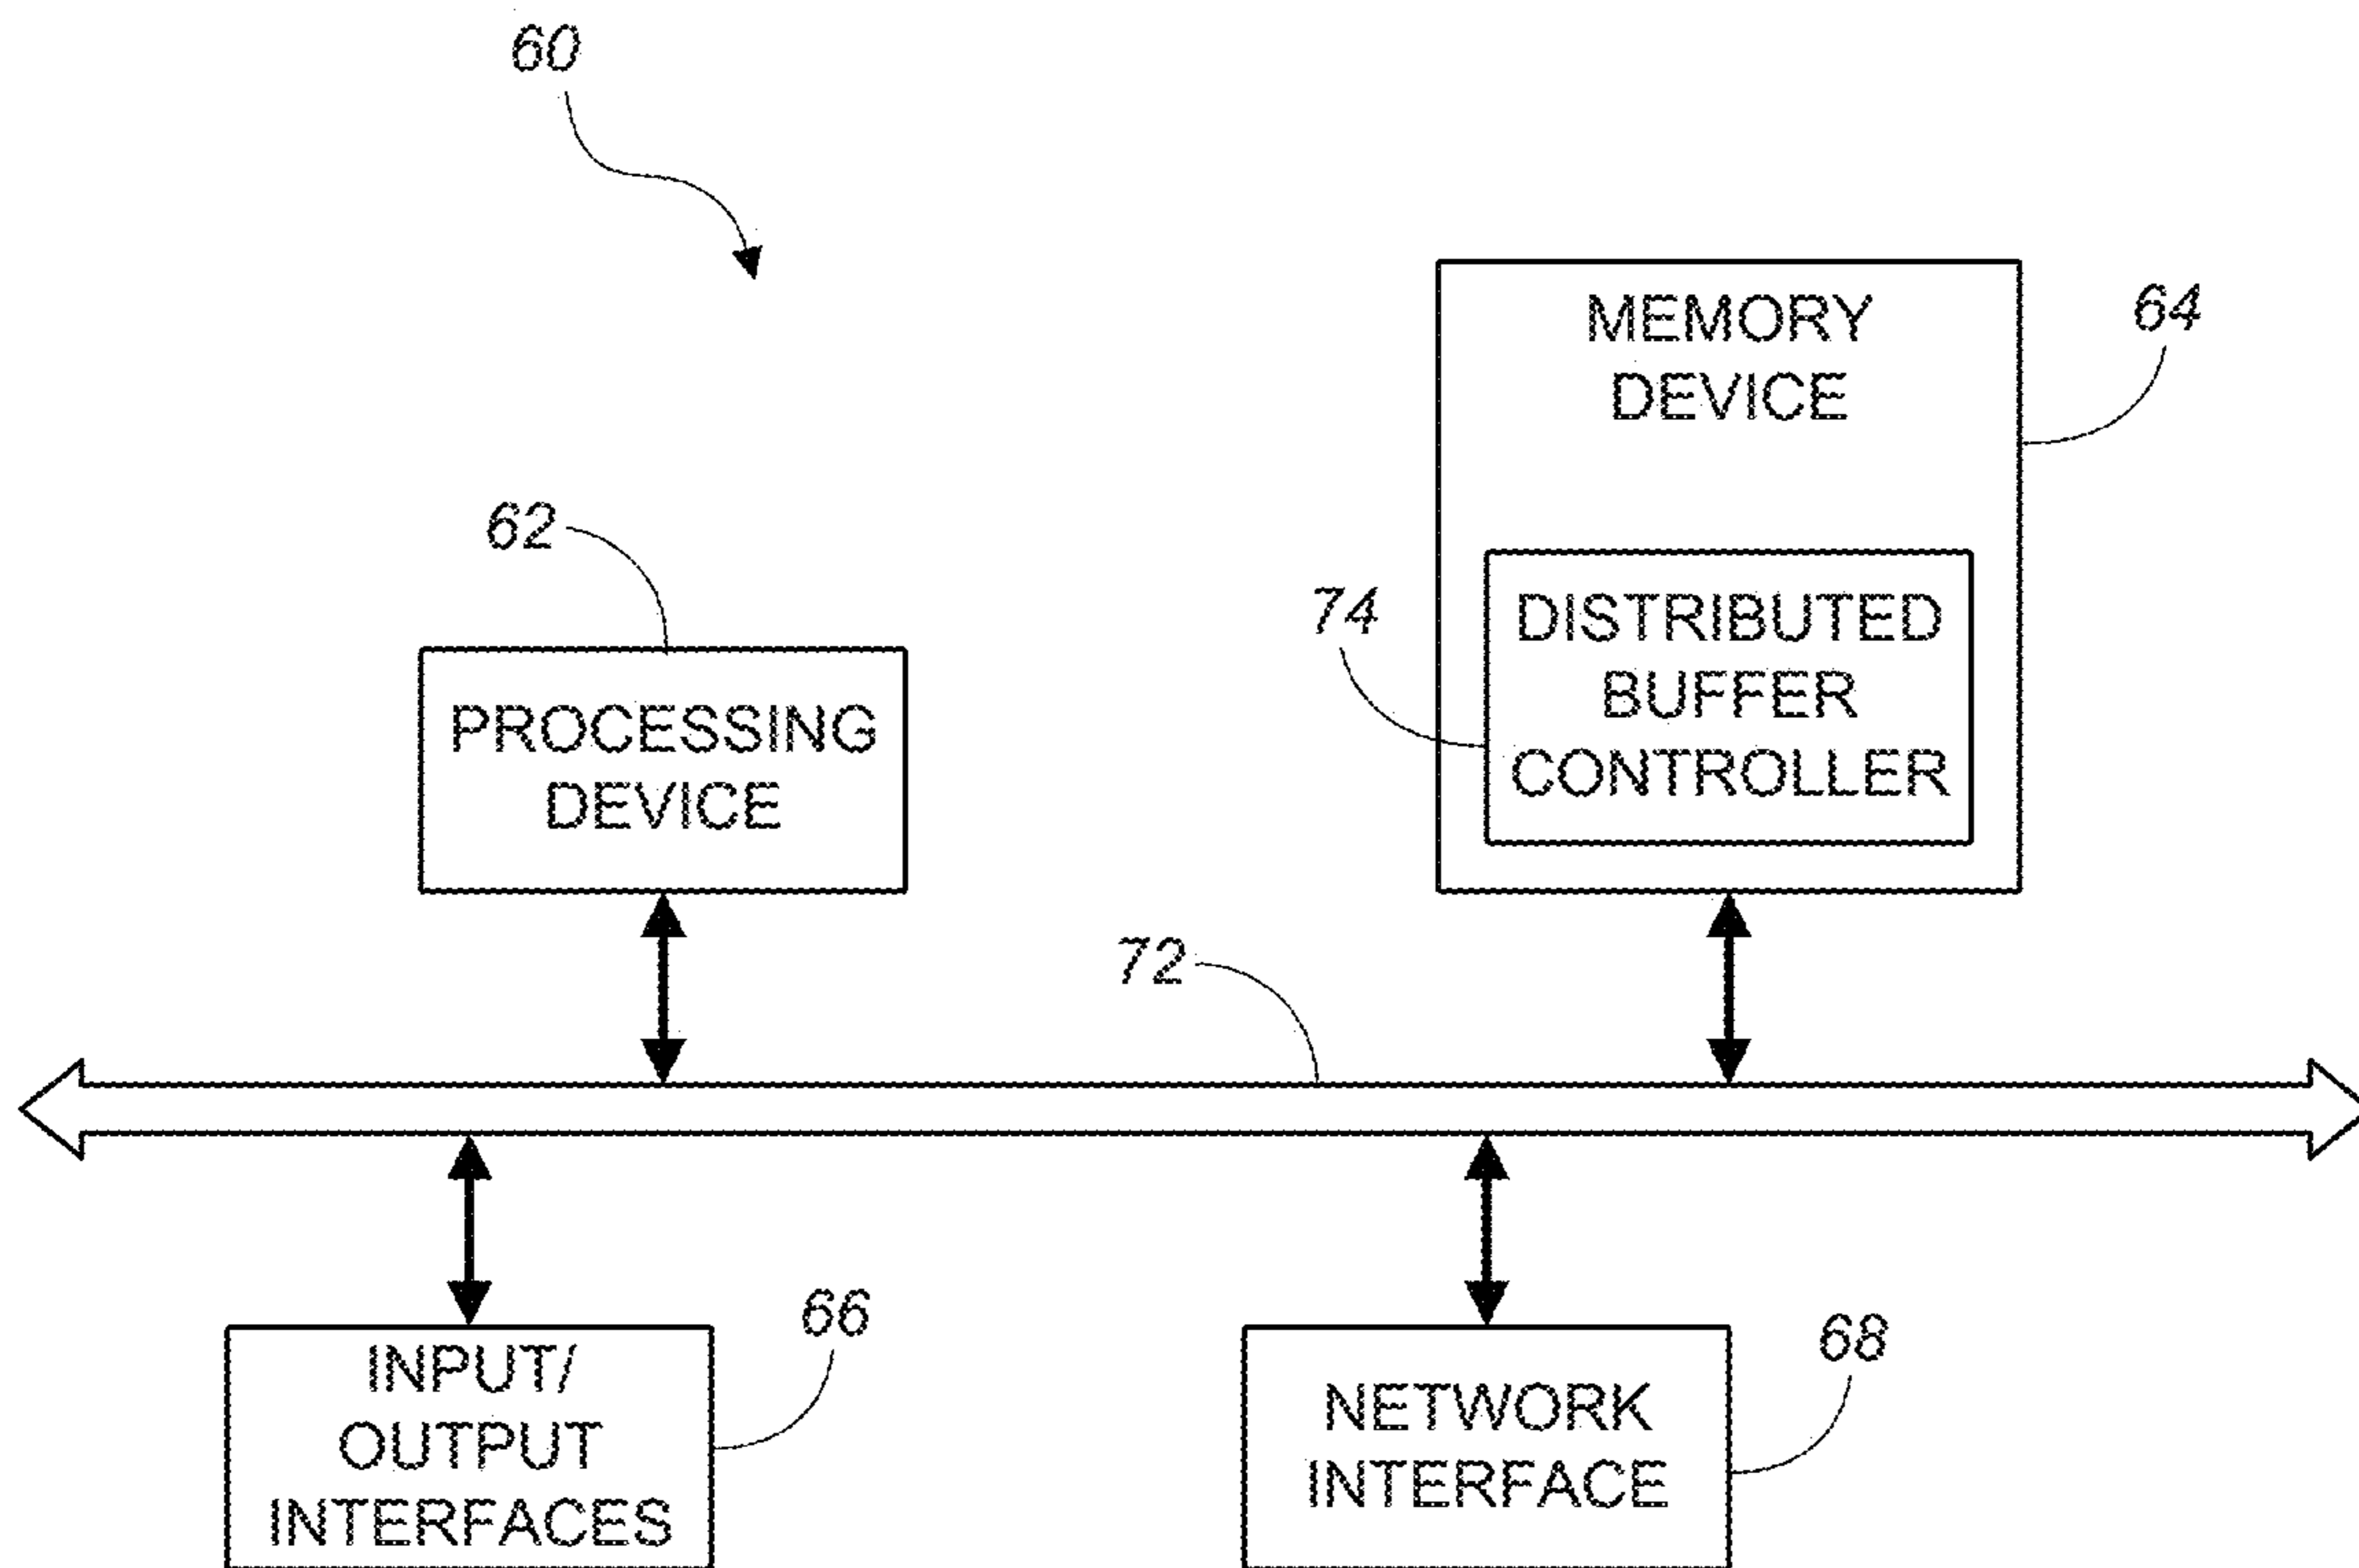 60
MEMORY
DEVICE
64
62
DISTRIBUTED
BUFFER
CONTROLLER
74
PROCESSING
DEVICE
72
INPUT/
OUTPUT
INTERFACES
66
NETWORK
INTERFACE
68